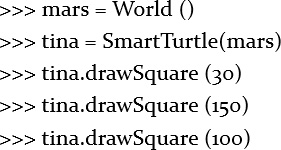 >>> mars = World ()
>>> tina = SmartTurtle(mars)
>>> tina.drawSquare (30)
>>> tina.drawSquare (150)
>>> tina.drawSquare (100)